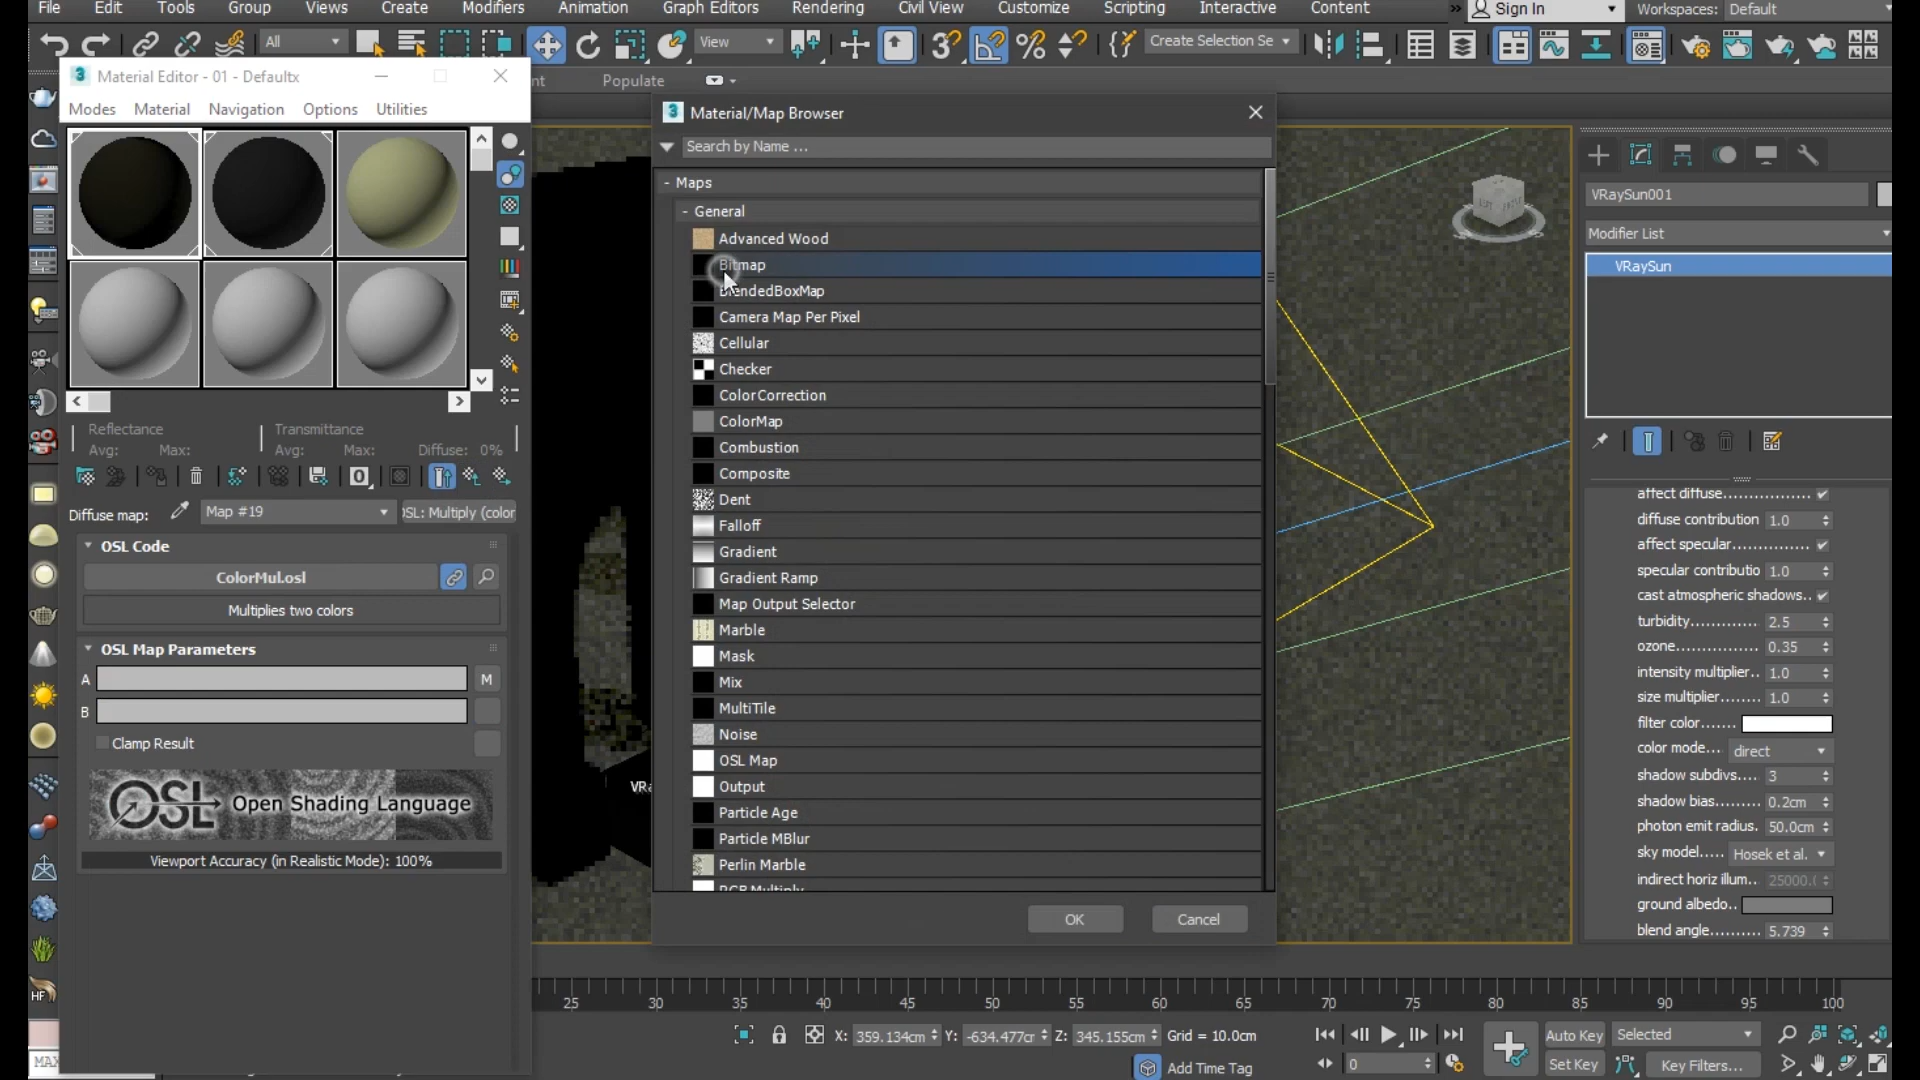 File Edit Tools Group Views Create Modifiers Animation Graph Editors Rendering Civil View Customize Scripting Interactive Content » Sign In Workspaces: Default
All View Create Selection Se
Populate
Material Editor - 01 - Defaultx
Modes Material Navigation Options Utilities
Reflectance Transmittance
Avg: Max: Avg: Max: Diffuse: 0%
Diffuse map: Map #19 OSL: Multiply (color
OSL Code
ColorMul.osl
Multiplies two colors
OSL Map Parameters
A M
B
Clamp Result
OSL Open Shading Language
Viewport Accuracy (in Realistic Mode): 100%
Material/Map Browser
Search by Name ...
- Maps
- General
Advanced Wood
Bitmap
BlendedBoxMap
Camera Map Per Pixel
Cellular
Checker
ColorCorrection
ColorMap
Combustion
Composite
Dent
Falloff
Gradient
Gradient Ramp
Map Output Selector
Marble
Mask
Mix
MultiTile
Noise
OSL Map
Output
Particle Age
Particle MBlur
Perlin Marble
RGB Multiply
OK Cancel
VRaySun001
Modifier List
VRaySun
affect diffuse................
diffuse contribution 1.0
affect specular...............
specular contributio 1.0
cast atmospheric shadows..
turbidity............ 2.5
ozone................ 0.35
intensity multiplier.. 1.0
size multiplier....... 1.0
filter color......
color mode... direct
shadow subdivs.... 3
shadow bias........ 0.2cm
photon emit radius. 50.0cm
sky model..... Hosek et al.
indirect horiz illum.. 25000.(
ground albedo..
blend angle.......... 5.739
25 30 35 40 45 50 55 60 65 70 75 80 85 90 95 100
X: 359.134cm Y: -634.477cr Z: 345.155cm Grid = 10.0cm
Auto Key Selected
Add Time Tag
0
Set Key Key Filters...
HF